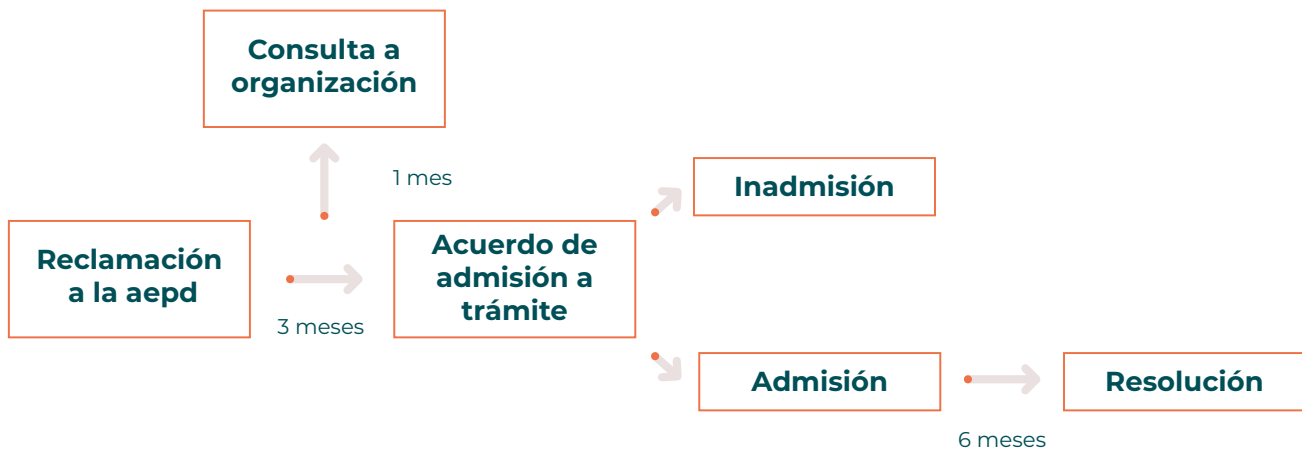 Consulta a
organización
1 mes
Reclamación
a la aepd
3 meses
Acuerdo de
admisión a
trámite
Inadmisión
Admisión
6 meses
Resolución